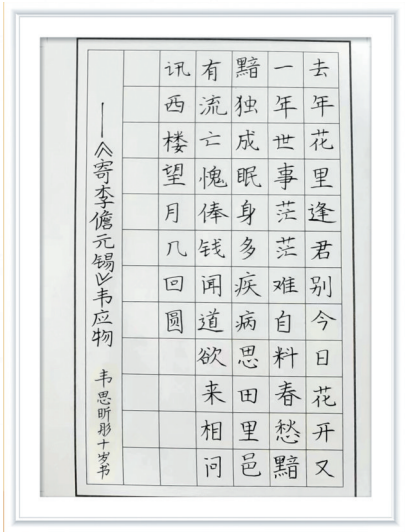 去年花里逢君别今日花开又
一年世事茫茫难自料春愁黯
黯独成眠身多疾病思田里邑
有流亡愧俸钱闻道欲来相问
讯西楼望月几回圆
——《寄李儋元锡》韦应物 韦思昕彤十岁书